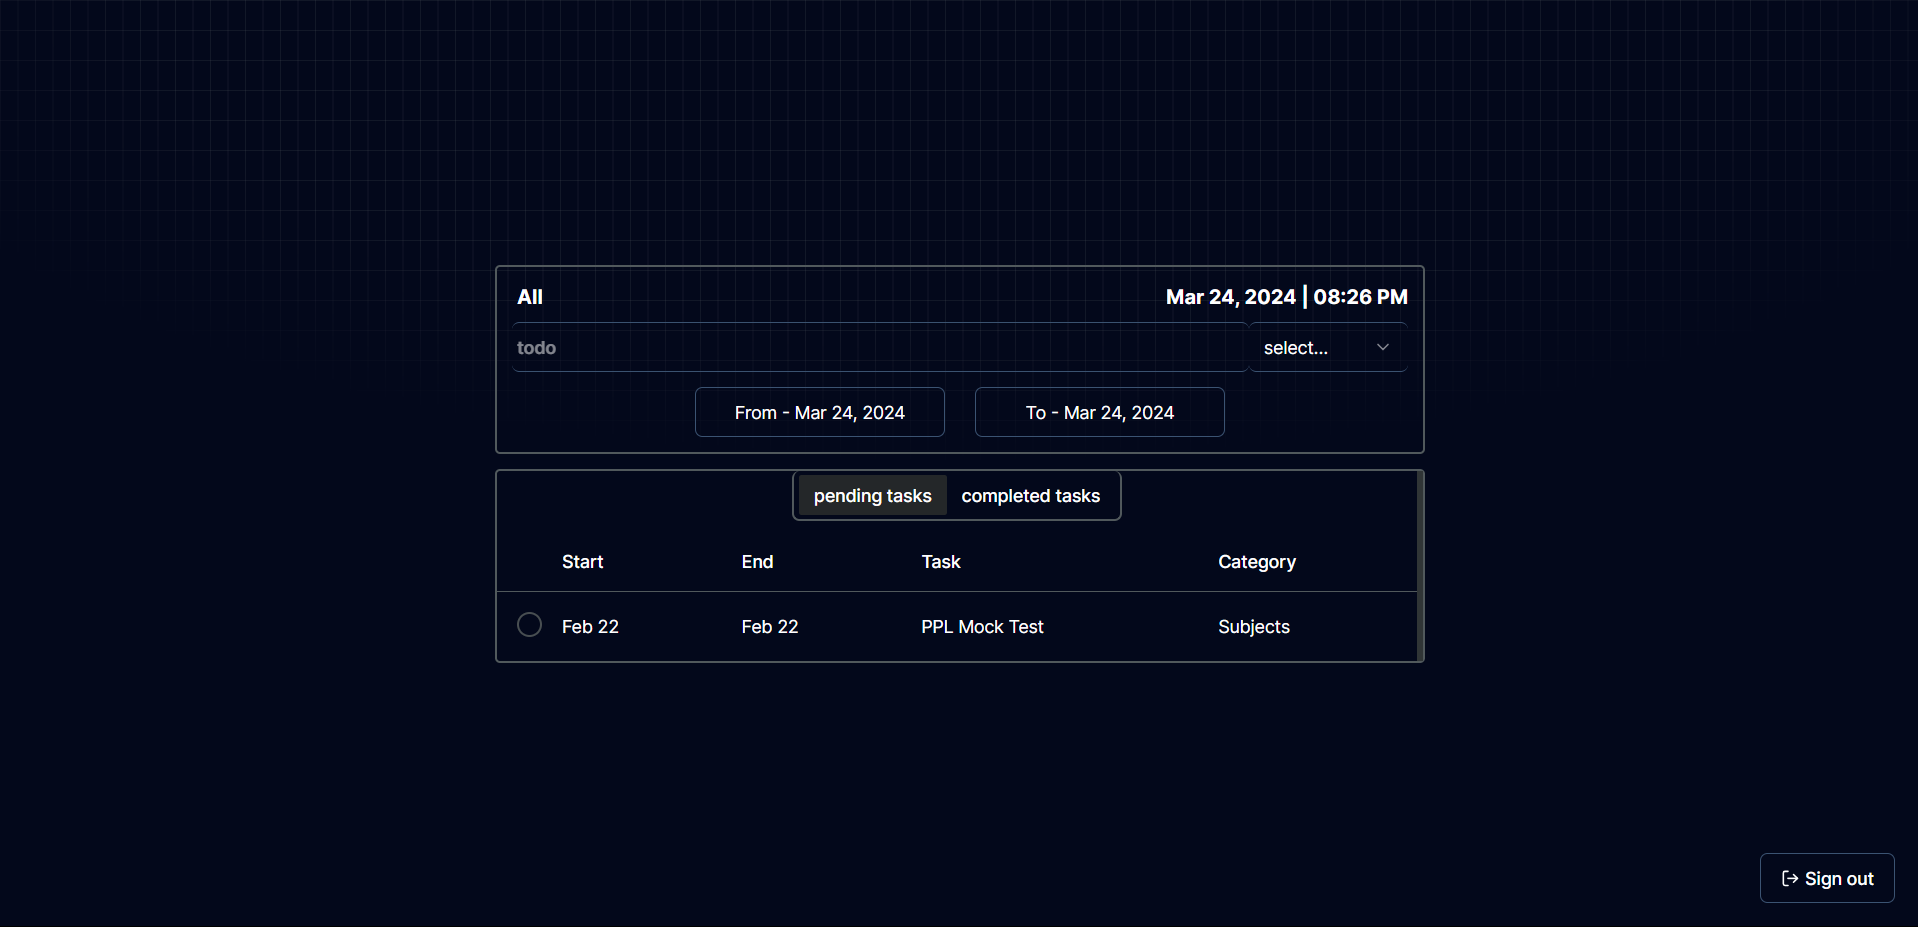 All Mar 24, 2024 | 08:26 PM
todo select...
From - Mar 24, 2024 To - Mar 24, 2024
pending tasks completed tasks
Start End Task Category
Feb 22 Feb 22 PPL Mock Test Subjects
Sign out